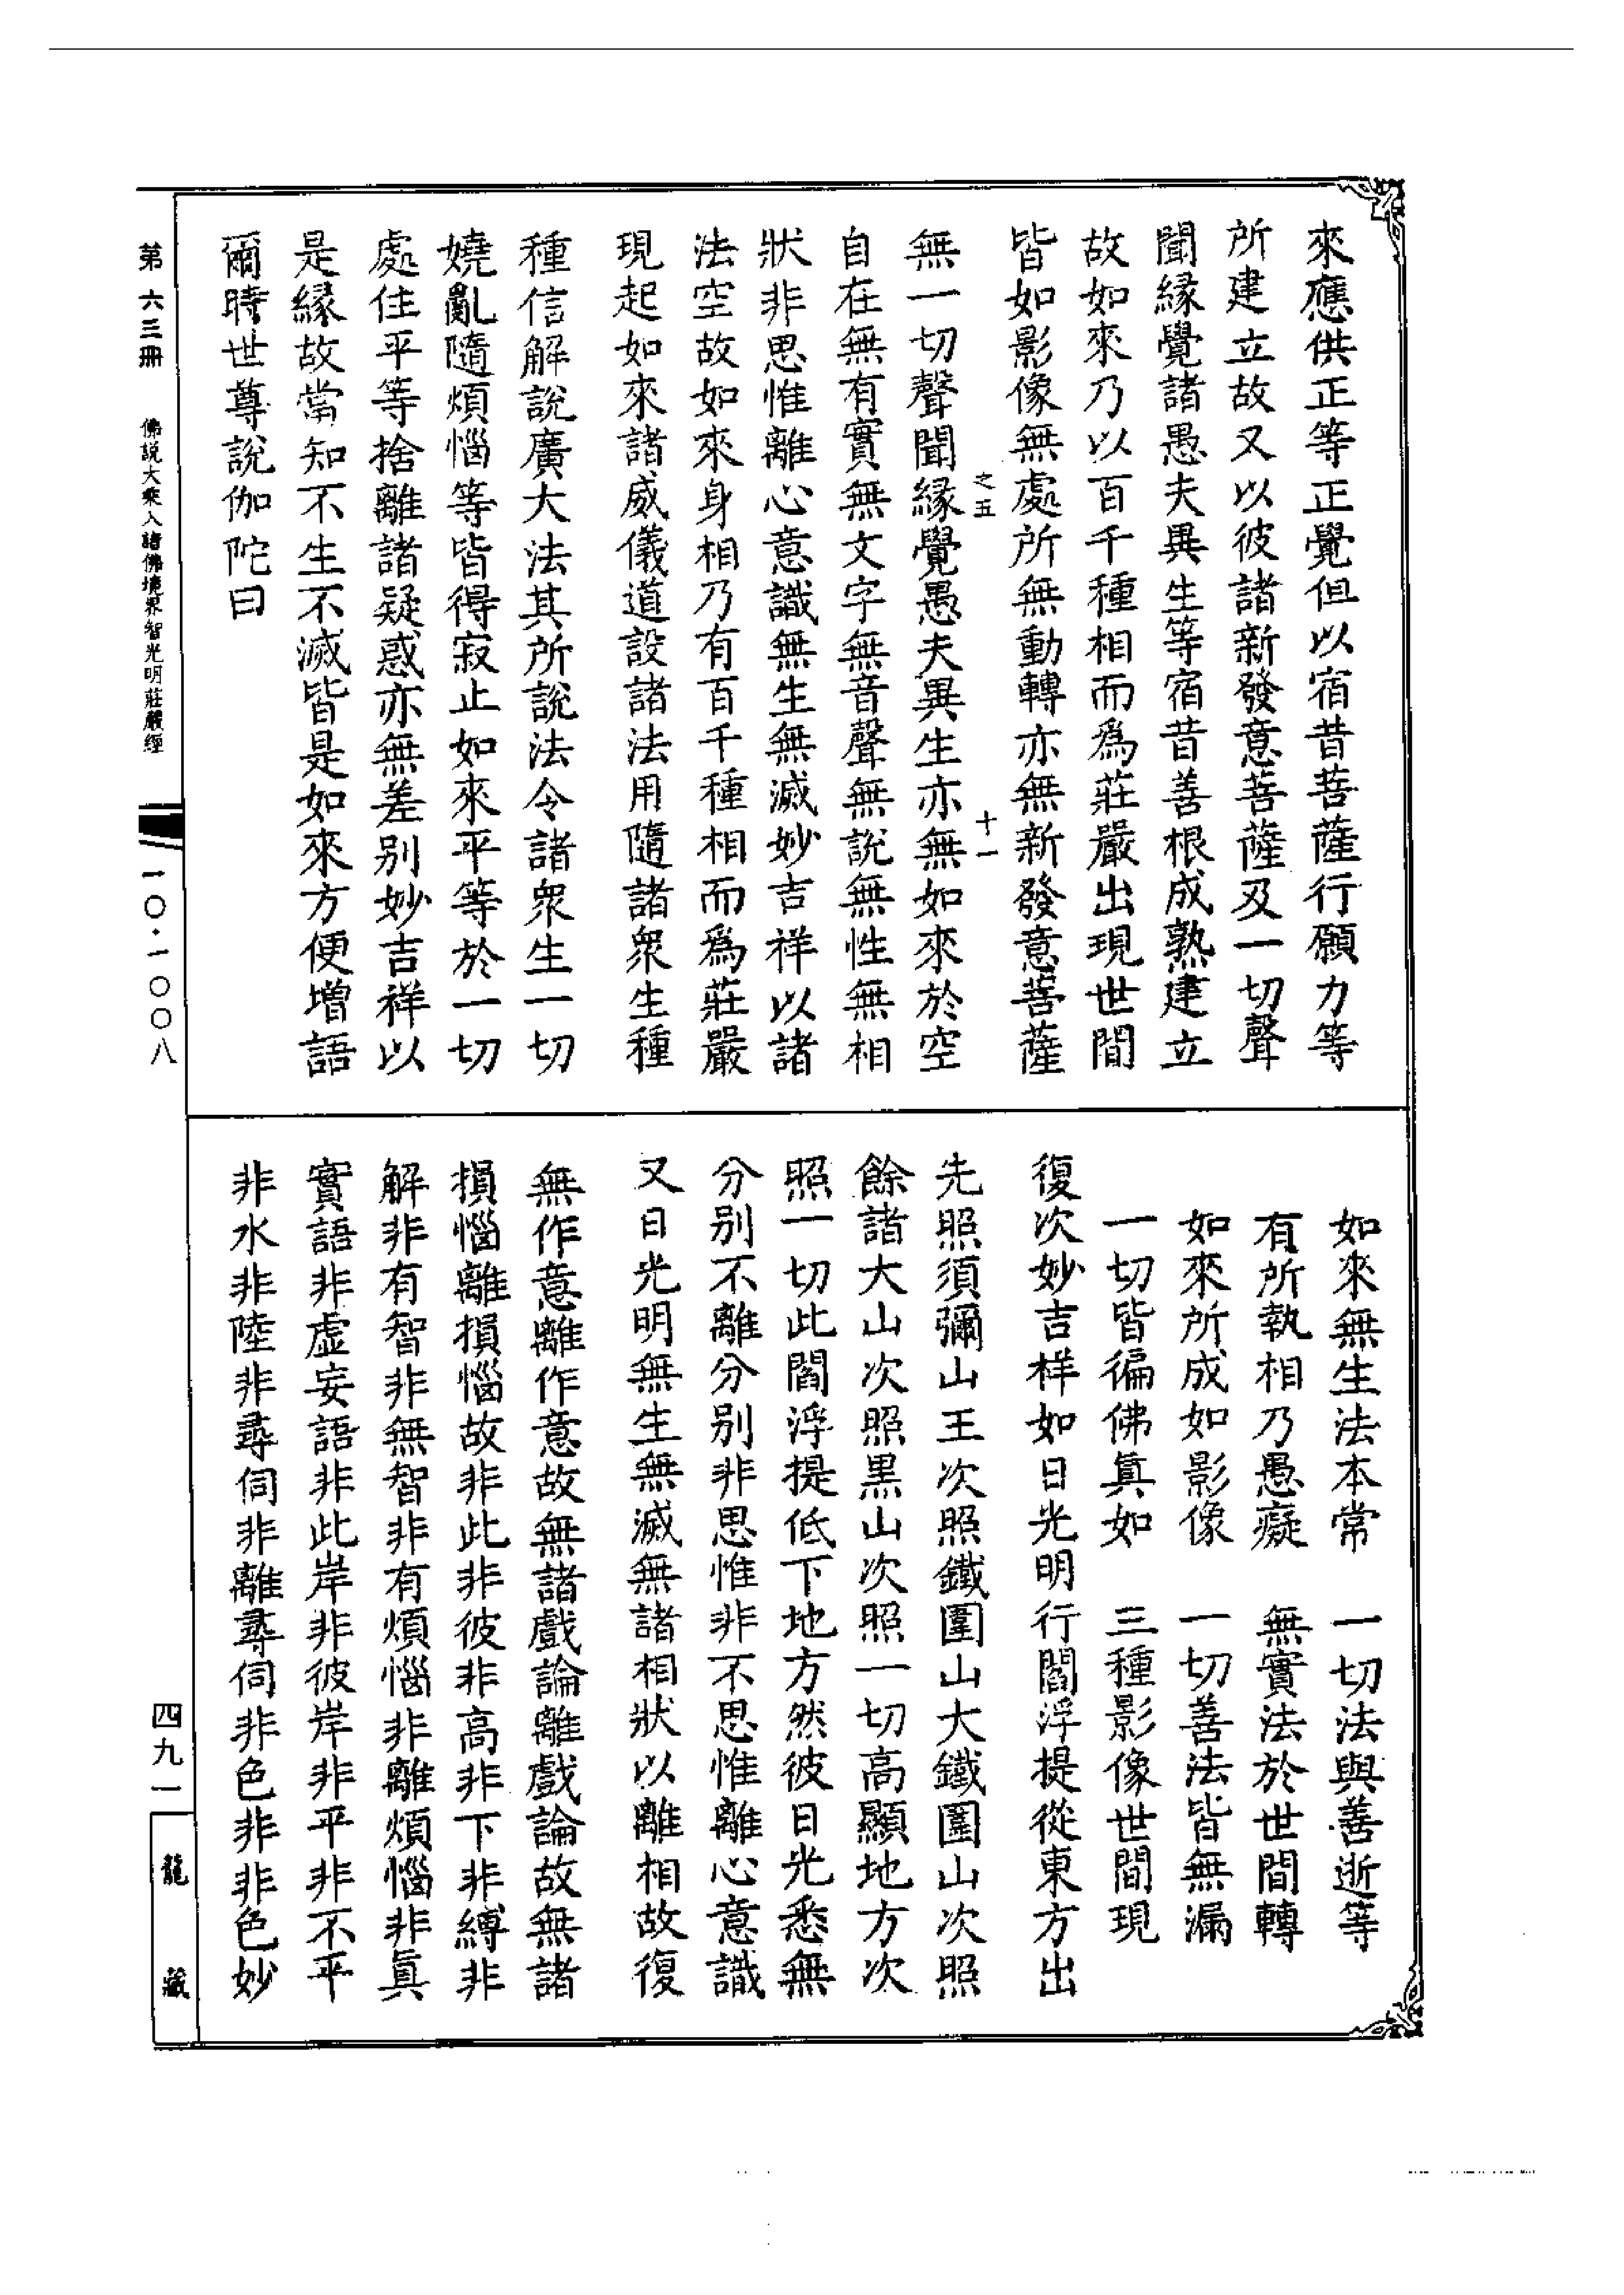 來應供正等正覺但以宿昔菩薩行願力等
所建立故又以彼諸新發意菩薩及一切聲
聞緣覺諸愚夫異生等宿昔善根成熟建立
故如來乃以百千種相而爲莊嚴出現世間
皆如影像無處所無動轉亦無新發意菩薩
之五 十一
無一切聲聞緣覺愚夫異生亦無如來於空
自在無有實無文字無音聲無說無性無相
狀非思惟離心意識無生無滅妙吉祥以諸
法空故如來身相乃有百千種相而爲莊嚴
現起如來諸威儀道設諸法用隨諸衆生種
種信解說廣大法其所說法令諸衆生一切
嬈亂隨煩惱等皆得寂止如來平等於一切
處住平等捨離諸疑惑亦無差别妙吉祥以
是緣故當知不生不滅皆是如來方便增語
爾時世尊說伽陀曰
如來無生法本常 一切法與善逝等
有所執相乃愚癡 無實法於世間轉
如來所成如影像 一切善法皆無漏
一切皆徧佛真如 三種影像世間現
復次妙吉祥如日光明行閻浮提從東方出
先照須彌山王次照鐵圍山大鐵圍山次照
餘諸大山次照黑山次照一切高顯地方次
照一切此閻浮提低下地方然彼日光悉無
分别不離分别非思惟非不思惟離心意識
又日光明無生無滅無諸相狀以離相故復
無作意離作意故無諸戲論離戲論故無諸
損惱離損惱故非此非彼非高非下非縛非
解非有智非無智非有煩惱非離煩惱非真
實語非虛妄語非此岸非彼岸非平非不平
非水非陸非尋伺非離尋伺非色非非色妙
第六三冊 佛說大乘入諸佛境界智光明莊嚴經
一〇·一〇〇八
四九一
龍藏